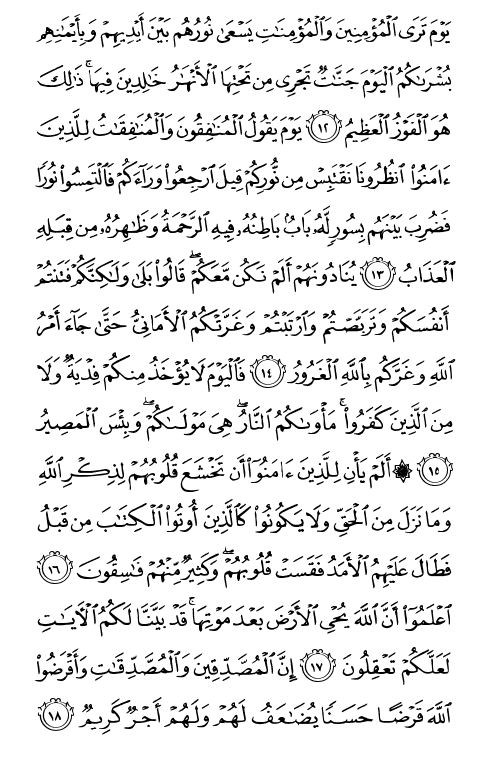 يَوْمَ تَرَى ٱلْمُؤْمِنِينَ وَٱلْمُؤْمِنَٰتِ يَسْعَىٰ نُورُهُم بَيْنَ أَيْدِيهِمْ وَبِأَيْمَٰنِهِم
بُشْرَىٰكُمُ ٱلْيَوْمَ جَنَّٰتٌ تَجْرِى مِن تَحْتِهَا ٱلْأَنْهَٰرُ خَٰلِدِينَ فِيهَا ۚ ذَٰلِكَ
هُوَ ٱلْفَوْزُ ٱلْعَظِيمُ ١٢ يَوْمَ يَقُولُ ٱلْمُنَٰفِقُونَ وَٱلْمُنَٰفِقَٰتُ لِلَّذِينَ
ءَامَنُوا۟ ٱنظُرُونَا نَقْتَبِسْ مِن نُّورِكُمْ قِيلَ ٱرْجِعُوا۟ وَرَآءَكُمْ فَٱلْتَمِسُوا۟ نُورًا
فَضُرِبَ بَيْنَهُم بِسُورٍ لَّهُۥ بَابٌۢ بَاطِنُهُۥ فِيهِ ٱلرَّحْمَةُ وَظَٰهِرُهُۥ مِن قِبَلِهِ
ٱلْعَذَابُ ١٣ يُنَادُونَهُمْ أَلَمْ نَكُن مَّعَكُمْ ۖ قَالُوا۟ بَلَىٰ وَلَٰكِنَّكُمْ فَتَنتُمْ
أَنفُسَكُمْ وَتَرَبَّصْتُمْ وَٱرْتَبْتُمْ وَغَرَّتْكُمُ ٱلْأَمَانِىُّ حَتَّىٰ جَآءَ أَمْرُ
ٱللَّهِ وَغَرَّكُم بِٱللَّهِ ٱلْغَرُورُ ١٤ فَٱلْيَوْمَ لَا يُؤْخَذُ مِنكُمْ فِدْيَةٌ وَلَا
مِنَ ٱلَّذِينَ كَفَرُوا۟ ۚ مَأْوَىٰكُمُ ٱلنَّارُ ۖ هِىَ مَوْلَىٰكُمْ ۖ وَبِئْسَ ٱلْمَصِيرُ
١٥ ۞ أَلَمْ يَأْنِ لِلَّذِينَ ءَامَنُوٓا۟ أَن تَخْشَعَ قُلُوبُهُمْ لِذِكْرِ ٱللَّهِ
وَمَا نَزَلَ مِنَ ٱلْحَقِّ وَلَا يَكُونُوا۟ كَٱلَّذِينَ أُوتُوا۟ ٱلْكِتَٰبَ مِن قَبْلُ
فَطَالَ عَلَيْهِمُ ٱلْأَمَدُ فَقَسَتْ قُلُوبُهُمْ ۖ وَكَثِيرٌ مِّنْهُمْ فَٰسِقُونَ ١٦
ٱعْلَمُوٓا۟ أَنَّ ٱللَّهَ يُحْىِ ٱلْأَرْضَ بَعْدَ مَوْتِهَا ۚ قَدْ بَيَّنَّا لَكُمُ ٱلْءَايَٰتِ
لَعَلَّكُمْ تَعْقِلُونَ ١٧ إِنَّ ٱلْمُصَّدِّقِينَ وَٱلْمُصَّدِّقَٰتِ وَأَقْرَضُوا۟
ٱللَّهَ قَرْضًا حَسَنًا يُضَٰعَفُ لَهُمْ وَلَهُمْ أَجْرٌ كَرِيمٌ ١٨